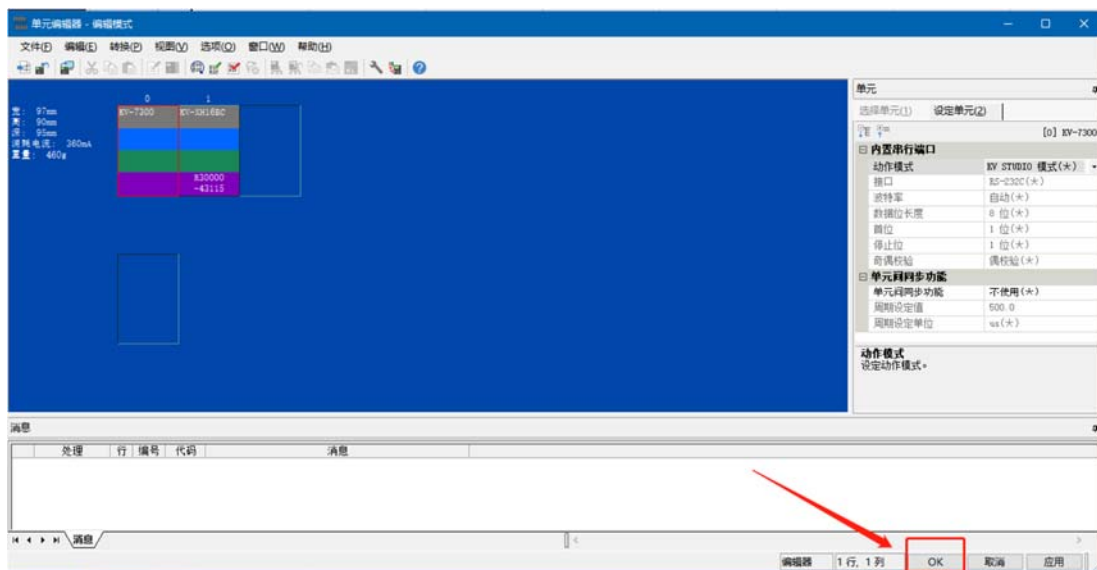 单元编辑器 - 编辑模式
文件(F) 编辑(E) 转换(P) 视图(V) 选项(O) 窗口(W) 帮助(H)
宽: 97mm
高: 90mm
深: 95mm
消耗电流: 360mA
重量: 460g
0 1
KV-7300 KV-XH16EC
R30000
-43115
单元
选择单元(1) 设定单元(2)
[0] KV-7300
内置串行端口
动作模式 KV STUDIO 模式(*)
接口 RS-232C(*)
波特率 自动(*)
数据位长度 8 位(*)
首位 1 位(*)
停止位 1 位(*)
奇偶校验 偶校验(*)
单元间同步功能
单元间同步功能 不使用(*)
周期设定值 500.0
周期设定单位 us(*)
动作模式
设定动作模式。
消息
处理 行 编号 代码 消息
消息
编辑器 1 行, 1 列 OK 取消 应用